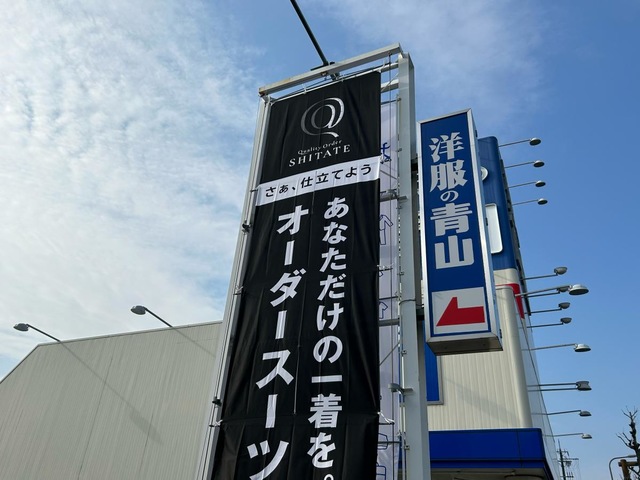 Quality Order
SHITATE
さぁ、仕立てよう
あなただけの一着を。
オーダースーツ
洋服の青山